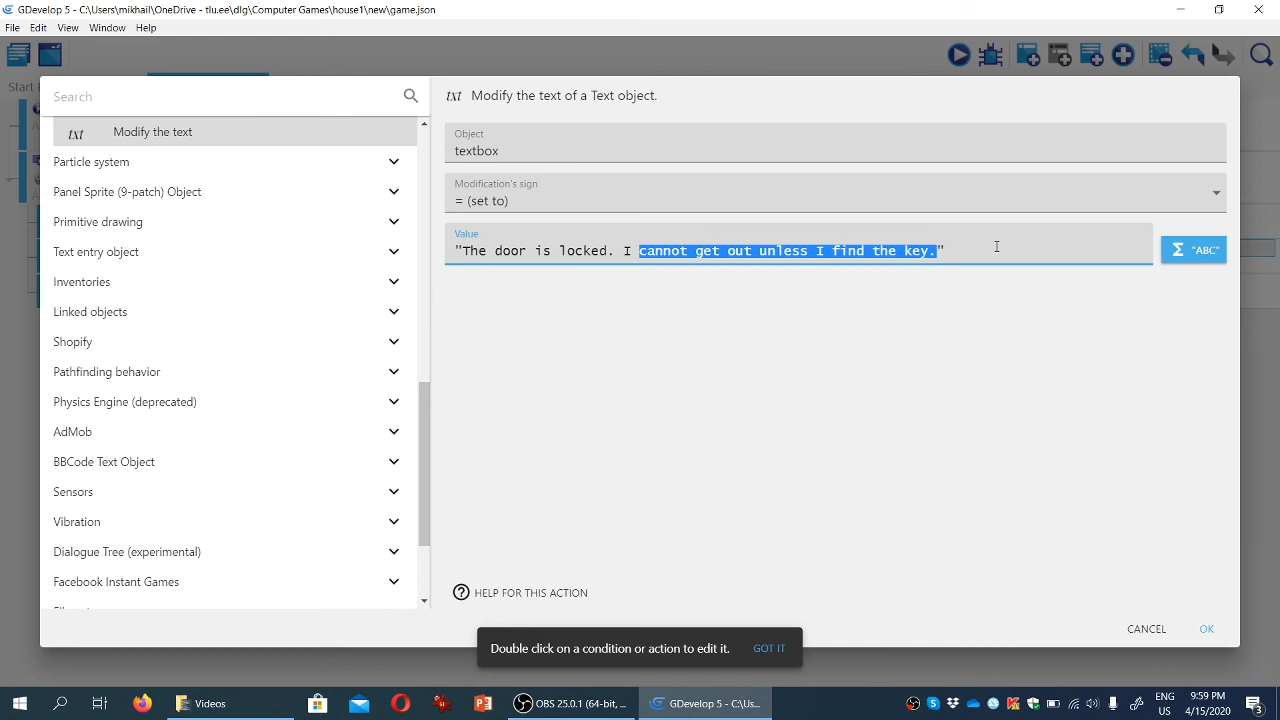 GDevelop 5 - C:\Users\mikhail\OneDrive - tlu.ee\dlg\Computer Games\house1\new\game.json
File Edit View Window Help
Start
Search
Modify the text of a Text object.
txt Modify the text
Object
textbox
Particle system
Modification's sign
= (set to)
Panel Sprite (9-patch) Object
Primitive drawing
Value
"The door is locked. I cannot get out unless I find the key."
Σ "ABC"
Text entry object
Inventories
Linked objects
Shopify
Pathfinding behavior
Physics Engine (deprecated)
AdMob
BBCode Text Object
Sensors
Vibration
Dialogue Tree (experimental)
Facebook Instant Games
HELP FOR THIS ACTION
CANCEL OK
Double click on a condition or action to edit it. GOT IT
Videos
OBS 25.0.1 (64-bit, ...
GDevelop 5 - C:\Us...
ENG
US
9:59 PM
4/15/2020
3